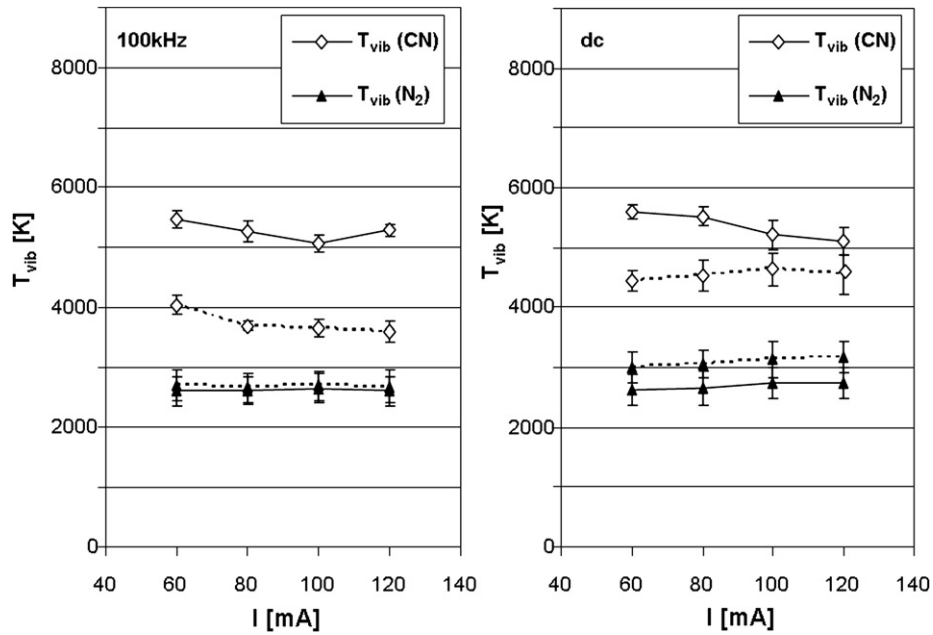 100kHz
T_vib (CN)
T_vib (N_2)
T_vib [K]
8000
6000
4000
2000
0
40 60 80 100 120 140
I [mA]
dc
T_vib (CN)
T_vib (N_2)
T_vib [K]
8000
6000
4000
2000
0
40 60 80 100 120 140
I [mA]